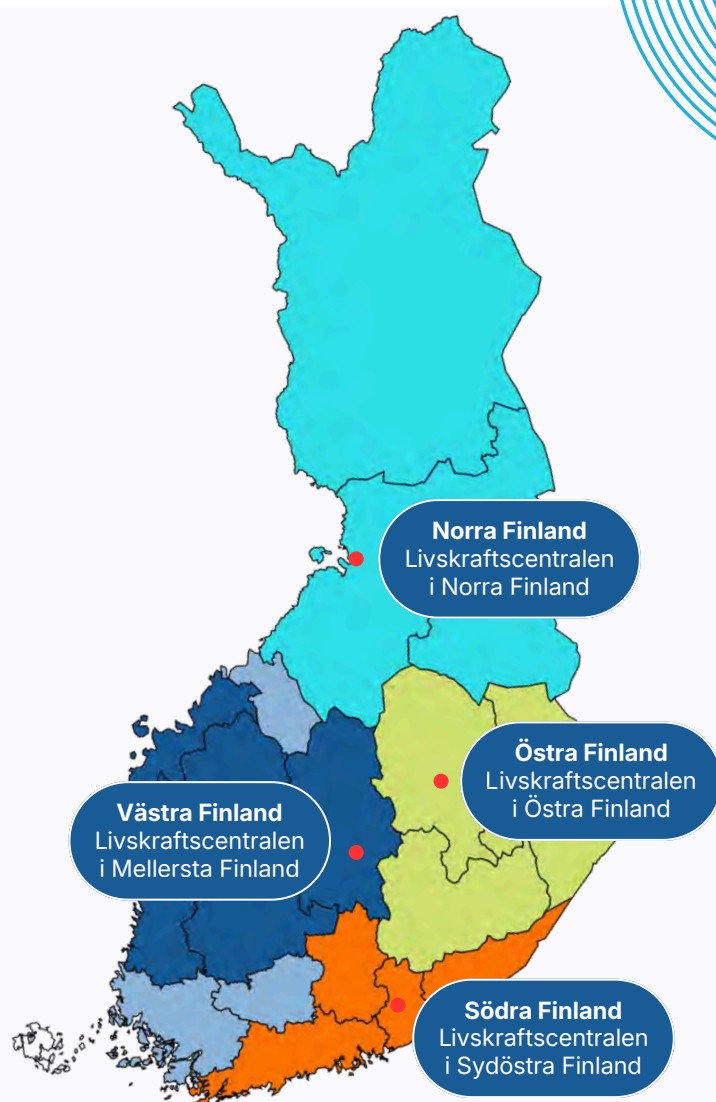 Norra Finland
Livskraftscentralen
i Norra Finland
Östra Finland
Livskraftscentralen
i Östra Finland
Västra Finland
Livskraftscentralen
i Mellersta Finland
Södra Finland
Livskraftscentralen
i Sydöstra Finland